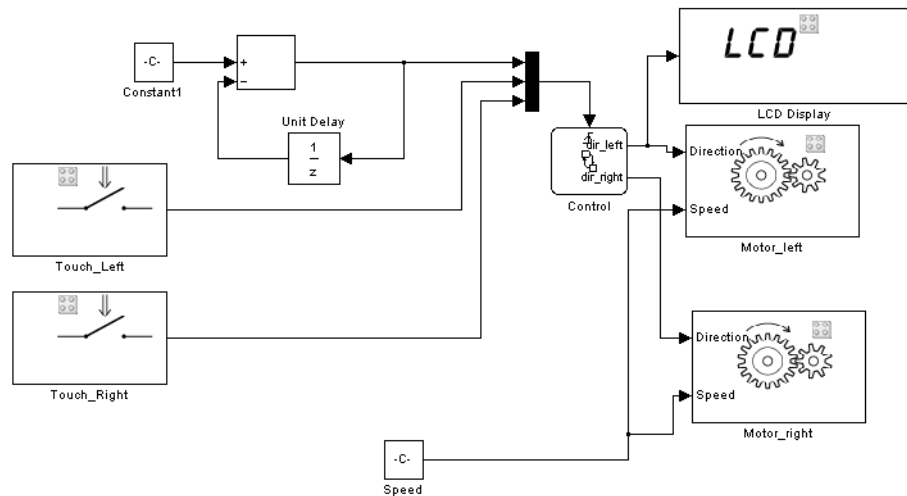 LCD
LCD Display
-C-
Constant1
+
−
Unit Delay
1
z
dir_left
dir_right
Control
Direction
Speed
Motor_left
Touch_Left
Touch_Right
Direction
Speed
Motor_right
-C-
Speed